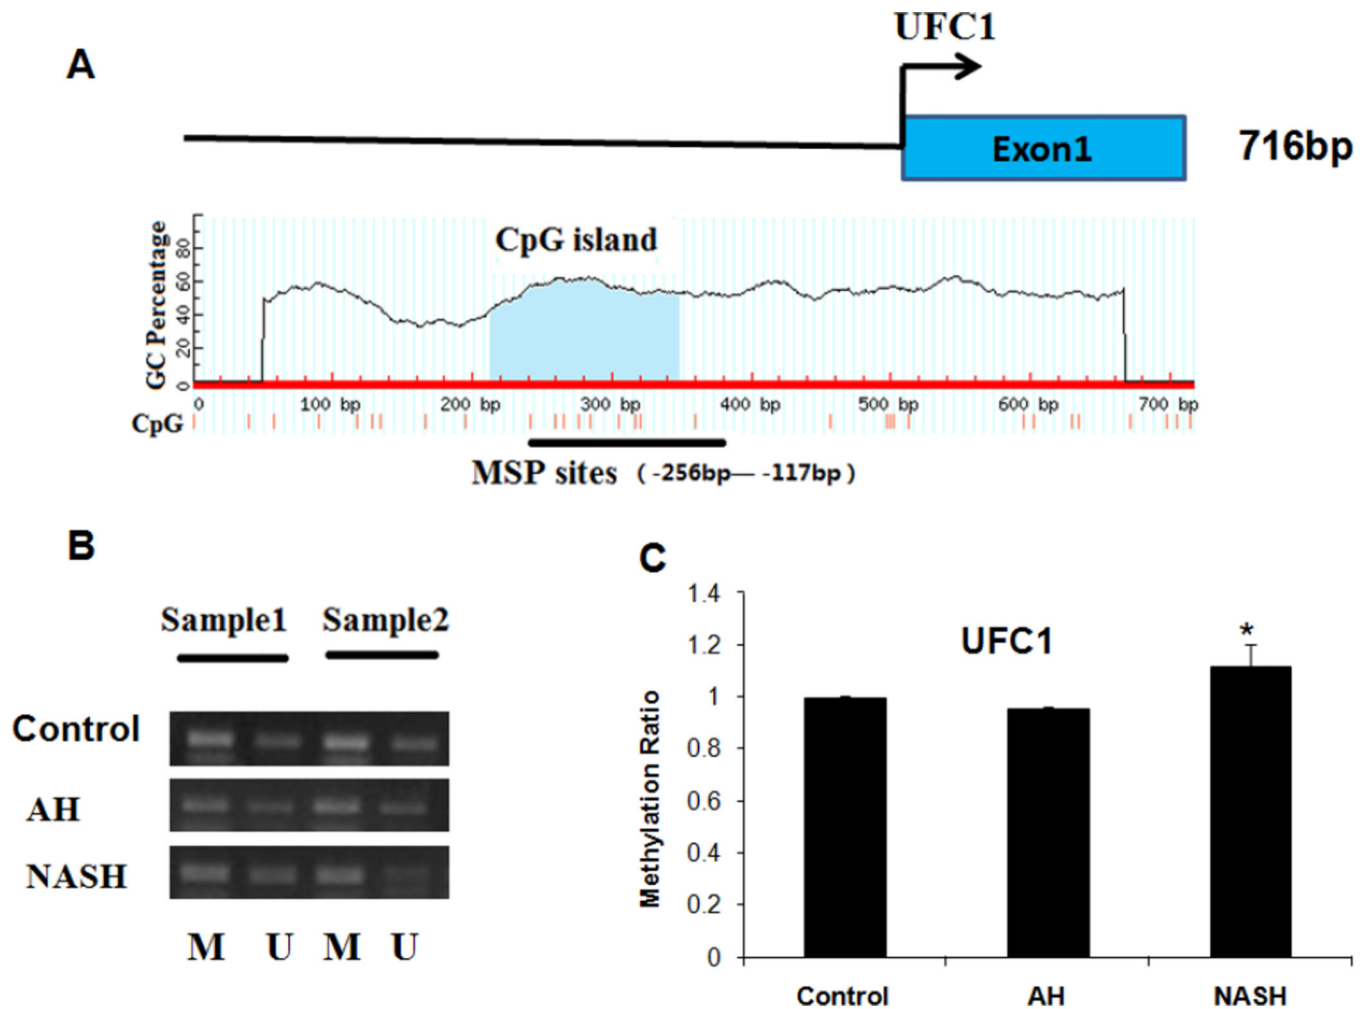 A
UFC1
Exon1
716bp
CpG island
GC Percentage
0 20 40 60 80
0 100 bp 200 bp 300 bp 400 bp 500 bp 600 bp 700 bp
CpG
MSP sites ( -256bp— -117bp )
B
Sample1 Sample2
Control
AH
NASH
M U M U
C
UFC1
*
Methylation Ratio
1.4
1.2
1
0.8
0.6
0.4
0.2
0
Control AH NASH